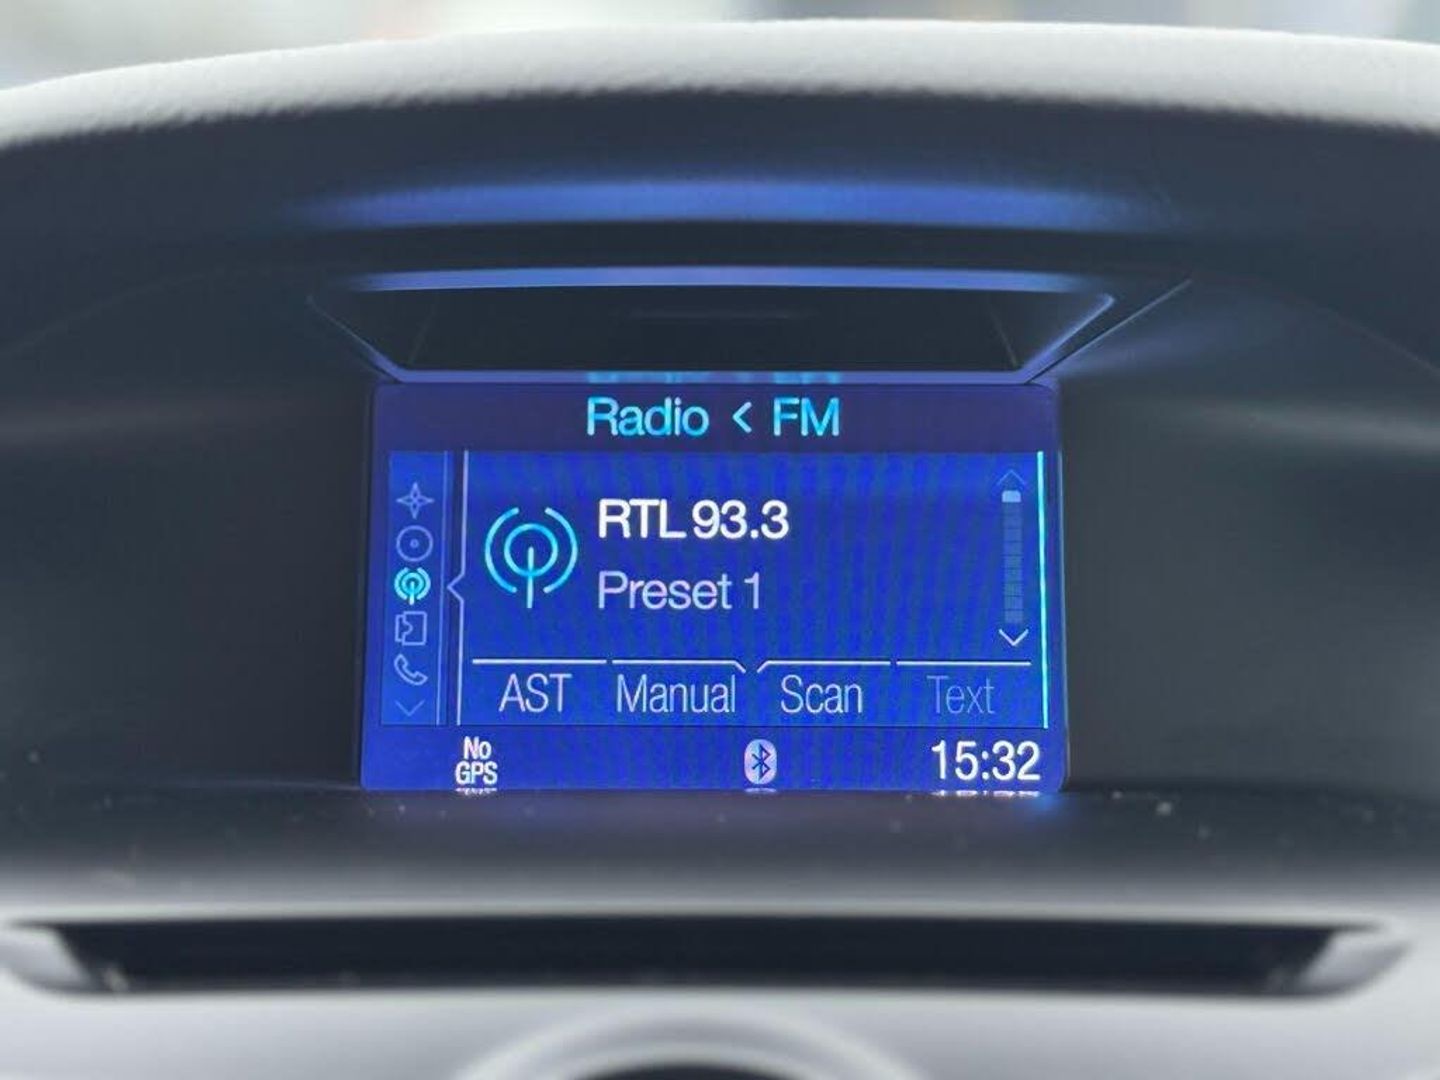 Radio < FM
RTL 93.3
Preset 1
AST Manual Scan Text
No GPS 15:32